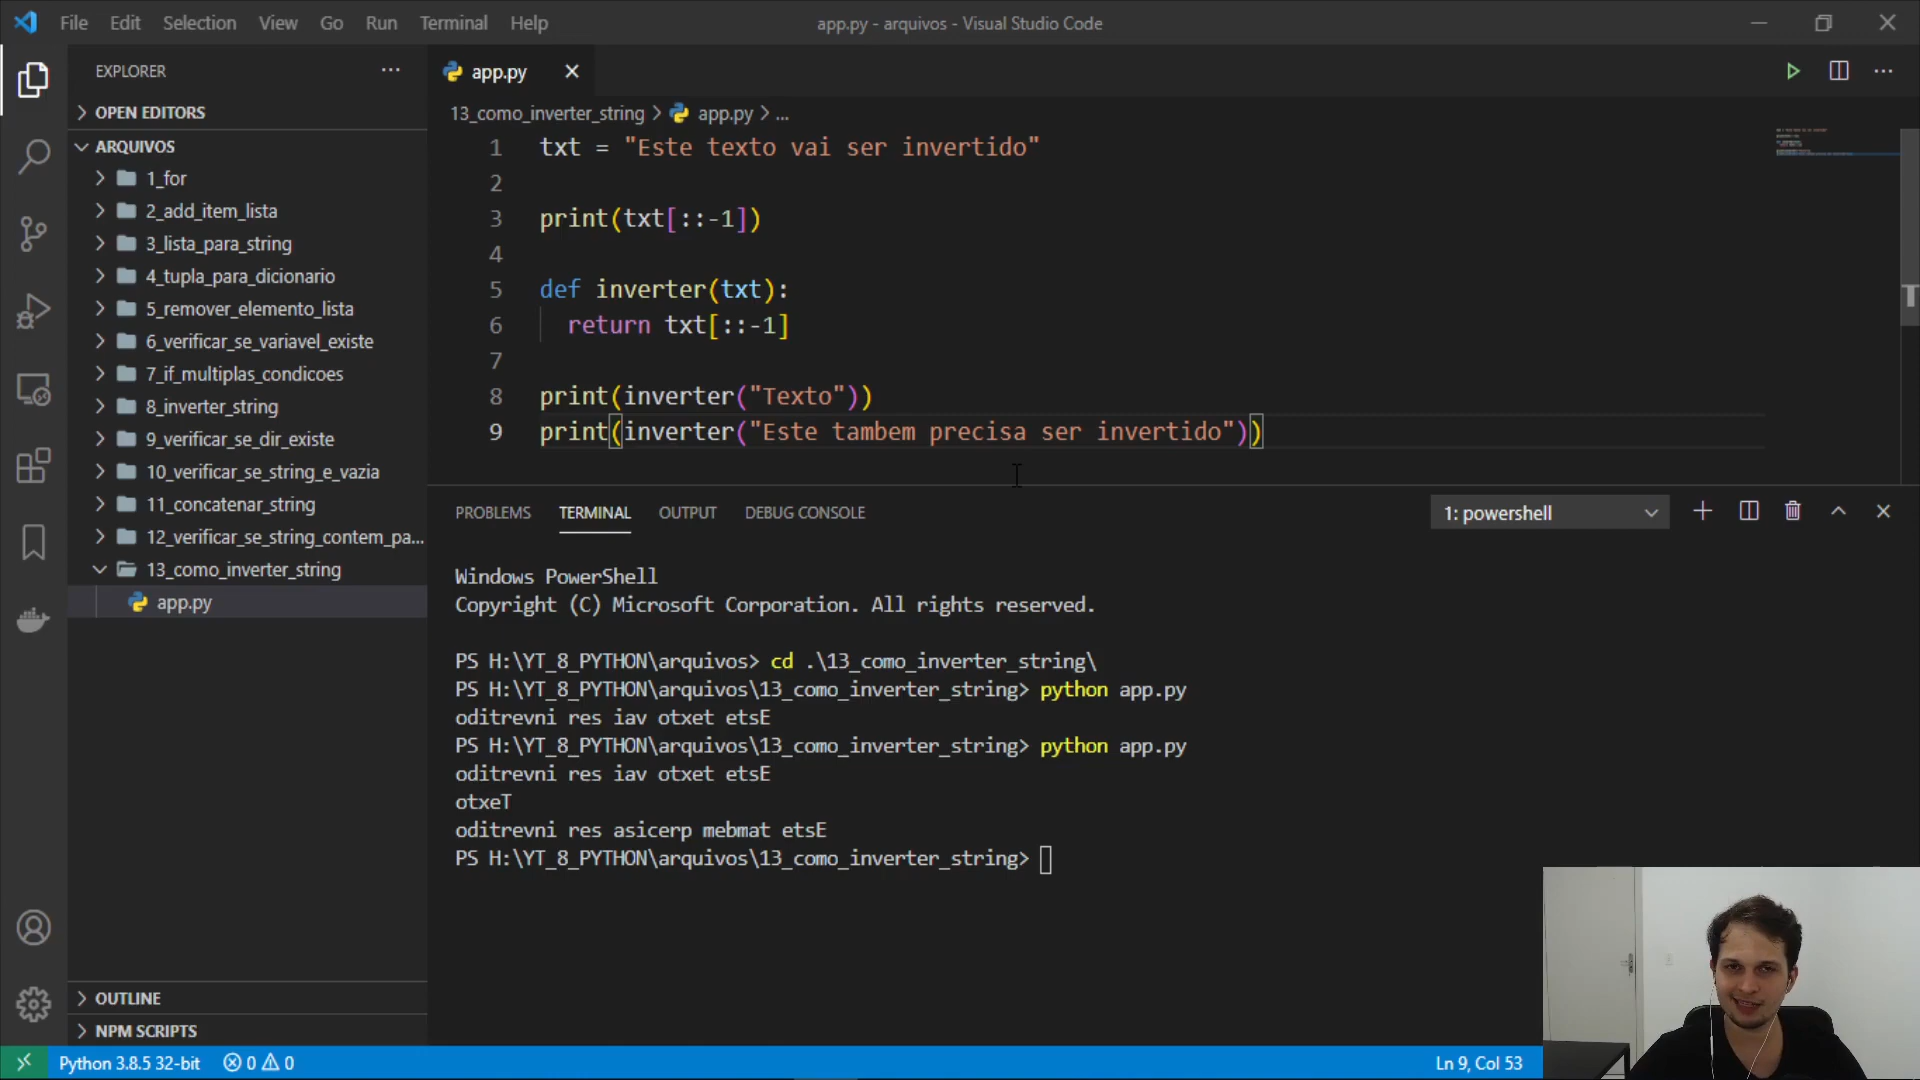 File Edit Selection View Go Run Terminal Help
app.py - arquivos - Visual Studio Code
EXPLORER
OPEN EDITORS
ARQUIVOS
1_for
2_add_item_lista
3_lista_para_string
4_tupla_para_dicionario
5_remover_elemento_lista
6_verificar_se_variavel_existe
7_if_multiplas_condicoes
8_inverter_string
9_verificar_se_dir_existe
10_verificar_se_string_e_vazia
11_concatenar_string
12_verificar_se_string_contem_pa...
13_como_inverter_string
app.py
OUTLINE
NPM SCRIPTS
app.py
13_como_inverter_string > app.py > ...
1 txt = "Este texto vai ser invertido"
2
3 print(txt[::-1])
4
5 def inverter(txt):
6 return txt[::-1]
7
8 print(inverter("Texto"))
9 print(inverter("Este tambem precisa ser invertido"))
PROBLEMS TERMINAL OUTPUT DEBUG CONSOLE
1: powershell
Windows PowerShell
Copyright (C) Microsoft Corporation. All rights reserved.
PS H:\YT_8_PYTHON\arquivos> cd .\13_como_inverter_string\
PS H:\YT_8_PYTHON\arquivos\13_como_inverter_string> python app.py
oditrevni res iav otxet etsE
PS H:\YT_8_PYTHON\arquivos\13_como_inverter_string> python app.py
oditrevni res iav otxet etsE
otxeT
oditrevni res asicerp mebmat etsE
PS H:\YT_8_PYTHON\arquivos\13_como_inverter_string>
Python 3.8.5 32-bit 0 0
Ln 9, Col 53